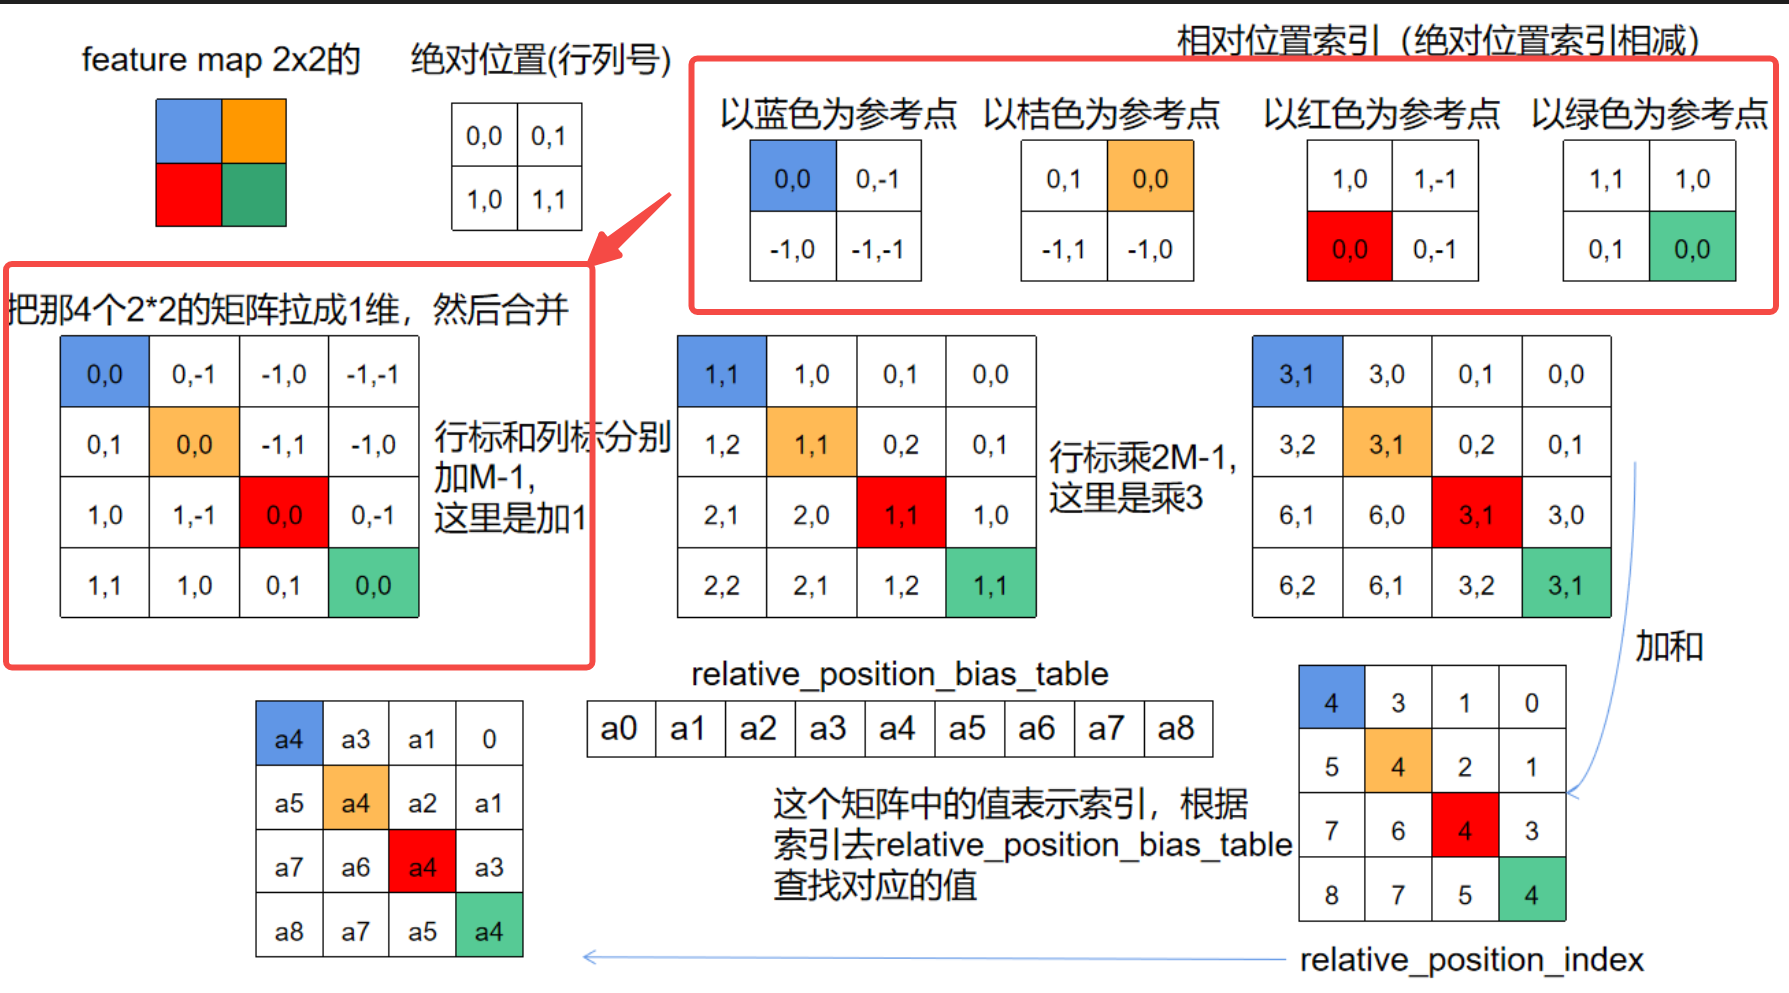 相对位置索引（绝对位置索引相减）
feature map 2x2的
绝对位置(行列号)
0,0 0,1
1,0 1,1
以蓝色为参考点
0,0 0,-1
-1,0 -1,-1
以桔色为参考点
0,1 0,0
-1,1 -1,0
以红色为参考点
1,0 1,-1
0,0 0,-1
以绿色为参考点
1,1 1,0
0,1 0,0
把那4个2*2的矩阵拉成1维，然后合并
0,0 0,-1 -1,0 -1,-1
0,1 0,0 -1,1 -1,0
1,0 1,-1 0,0 0,-1
1,1 1,0 0,1 0,0
行标和列标分别
加M-1,
这里是加1
1,1 1,0 0,1 0,0
1,2 1,1 0,2 0,1
2,1 2,0 1,1 1,0
2,2 2,1 1,2 1,1
行标乘2M-1,
这里是乘3
3,1 3,0 0,1 0,0
3,2 3,1 0,2 0,1
6,1 6,0 3,1 3,0
6,2 6,1 3,2 3,1
加和
4 3 1 0
5 4 2 1
7 6 4 3
8 7 5 4
relative_position_index
relative_position_bias_table
a0 a1 a2 a3 a4 a5 a6 a7 a8
这个矩阵中的值表示索引，根据
索引去relative_position_bias_table
查找对应的值
a4 a3 a1 0
a5 a4 a2 a1
a7 a6 a4 a3
a8 a7 a5 a4